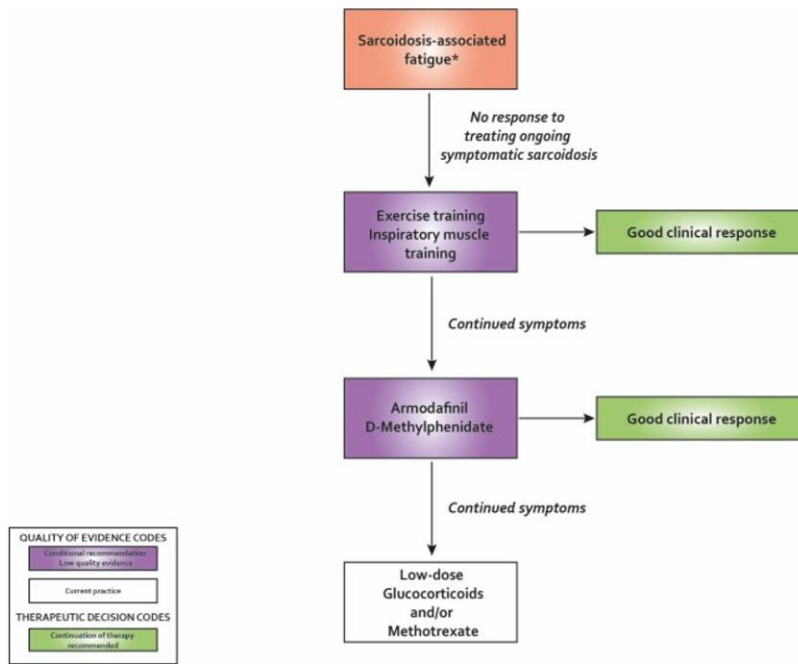 Sarcoidosis-associated
fatigue*
No response to
treating ongoing
symptomatic sarcoidosis
Exercise training
Inspiratory muscle
training
Good clinical response
Continued symptoms
Armodafinil
D-Methylphenidate
Good clinical response
Continued symptoms
Low-dose
Glucocorticoids
and/or
Methotrexate
QUALITY OF EVIDENCE CODES
Conditional recommendation
Low quality evidence
Current practice
THERAPEUTIC DECISION CODES
Continuation of therapy
recommended